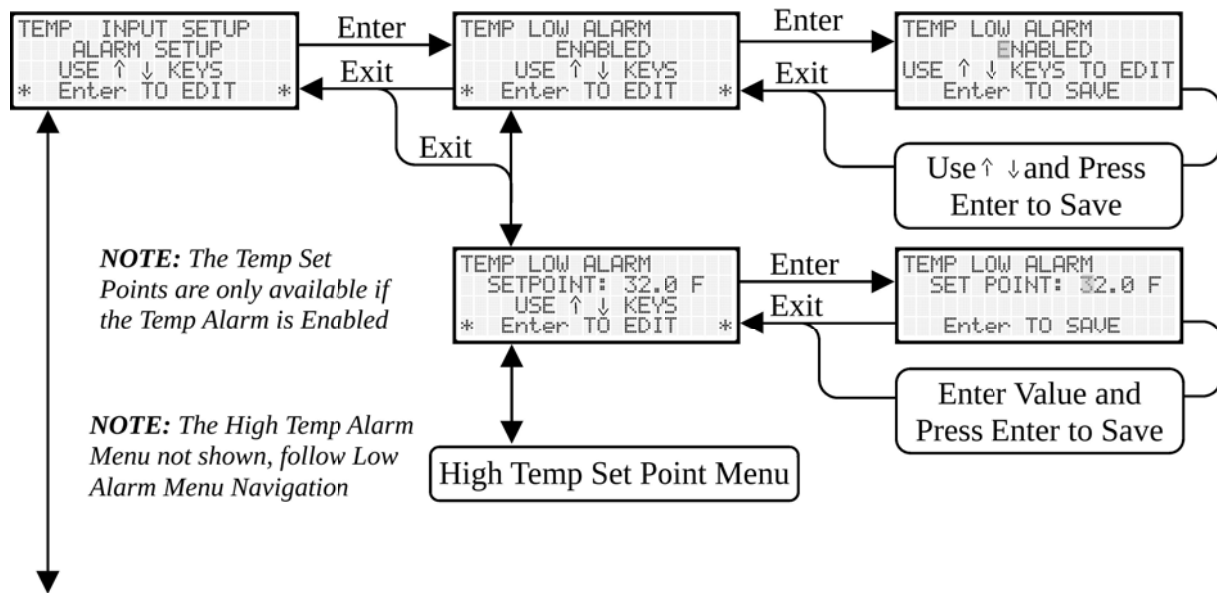 TEMP INPUT SETUP
ALARM SETUP
USE ↑ ↓ KEYS
* Enter TO EDIT *
Enter
Exit
TEMP LOW ALARM
ENABLED
USE ↑ ↓ KEYS
* Enter TO EDIT *
Enter
Exit
TEMP LOW ALARM
ENABLED
USE ↑ ↓ KEYS TO EDIT
Enter TO SAVE
Exit
Use ↑ ↓ and Press
Enter to Save
NOTE: The Temp Set
Points are only available if
the Temp Alarm is Enabled
TEMP LOW ALARM
SETPOINT: 32.0 F
USE ↑ ↓ KEYS
* Enter TO EDIT *
Enter
Exit
TEMP LOW ALARM
SET POINT: 32.0 F
Enter TO SAVE
Enter Value and
Press Enter to Save
NOTE: The High Temp Alarm
Menu not shown, follow Low
Alarm Menu Navigation
High Temp Set Point Menu